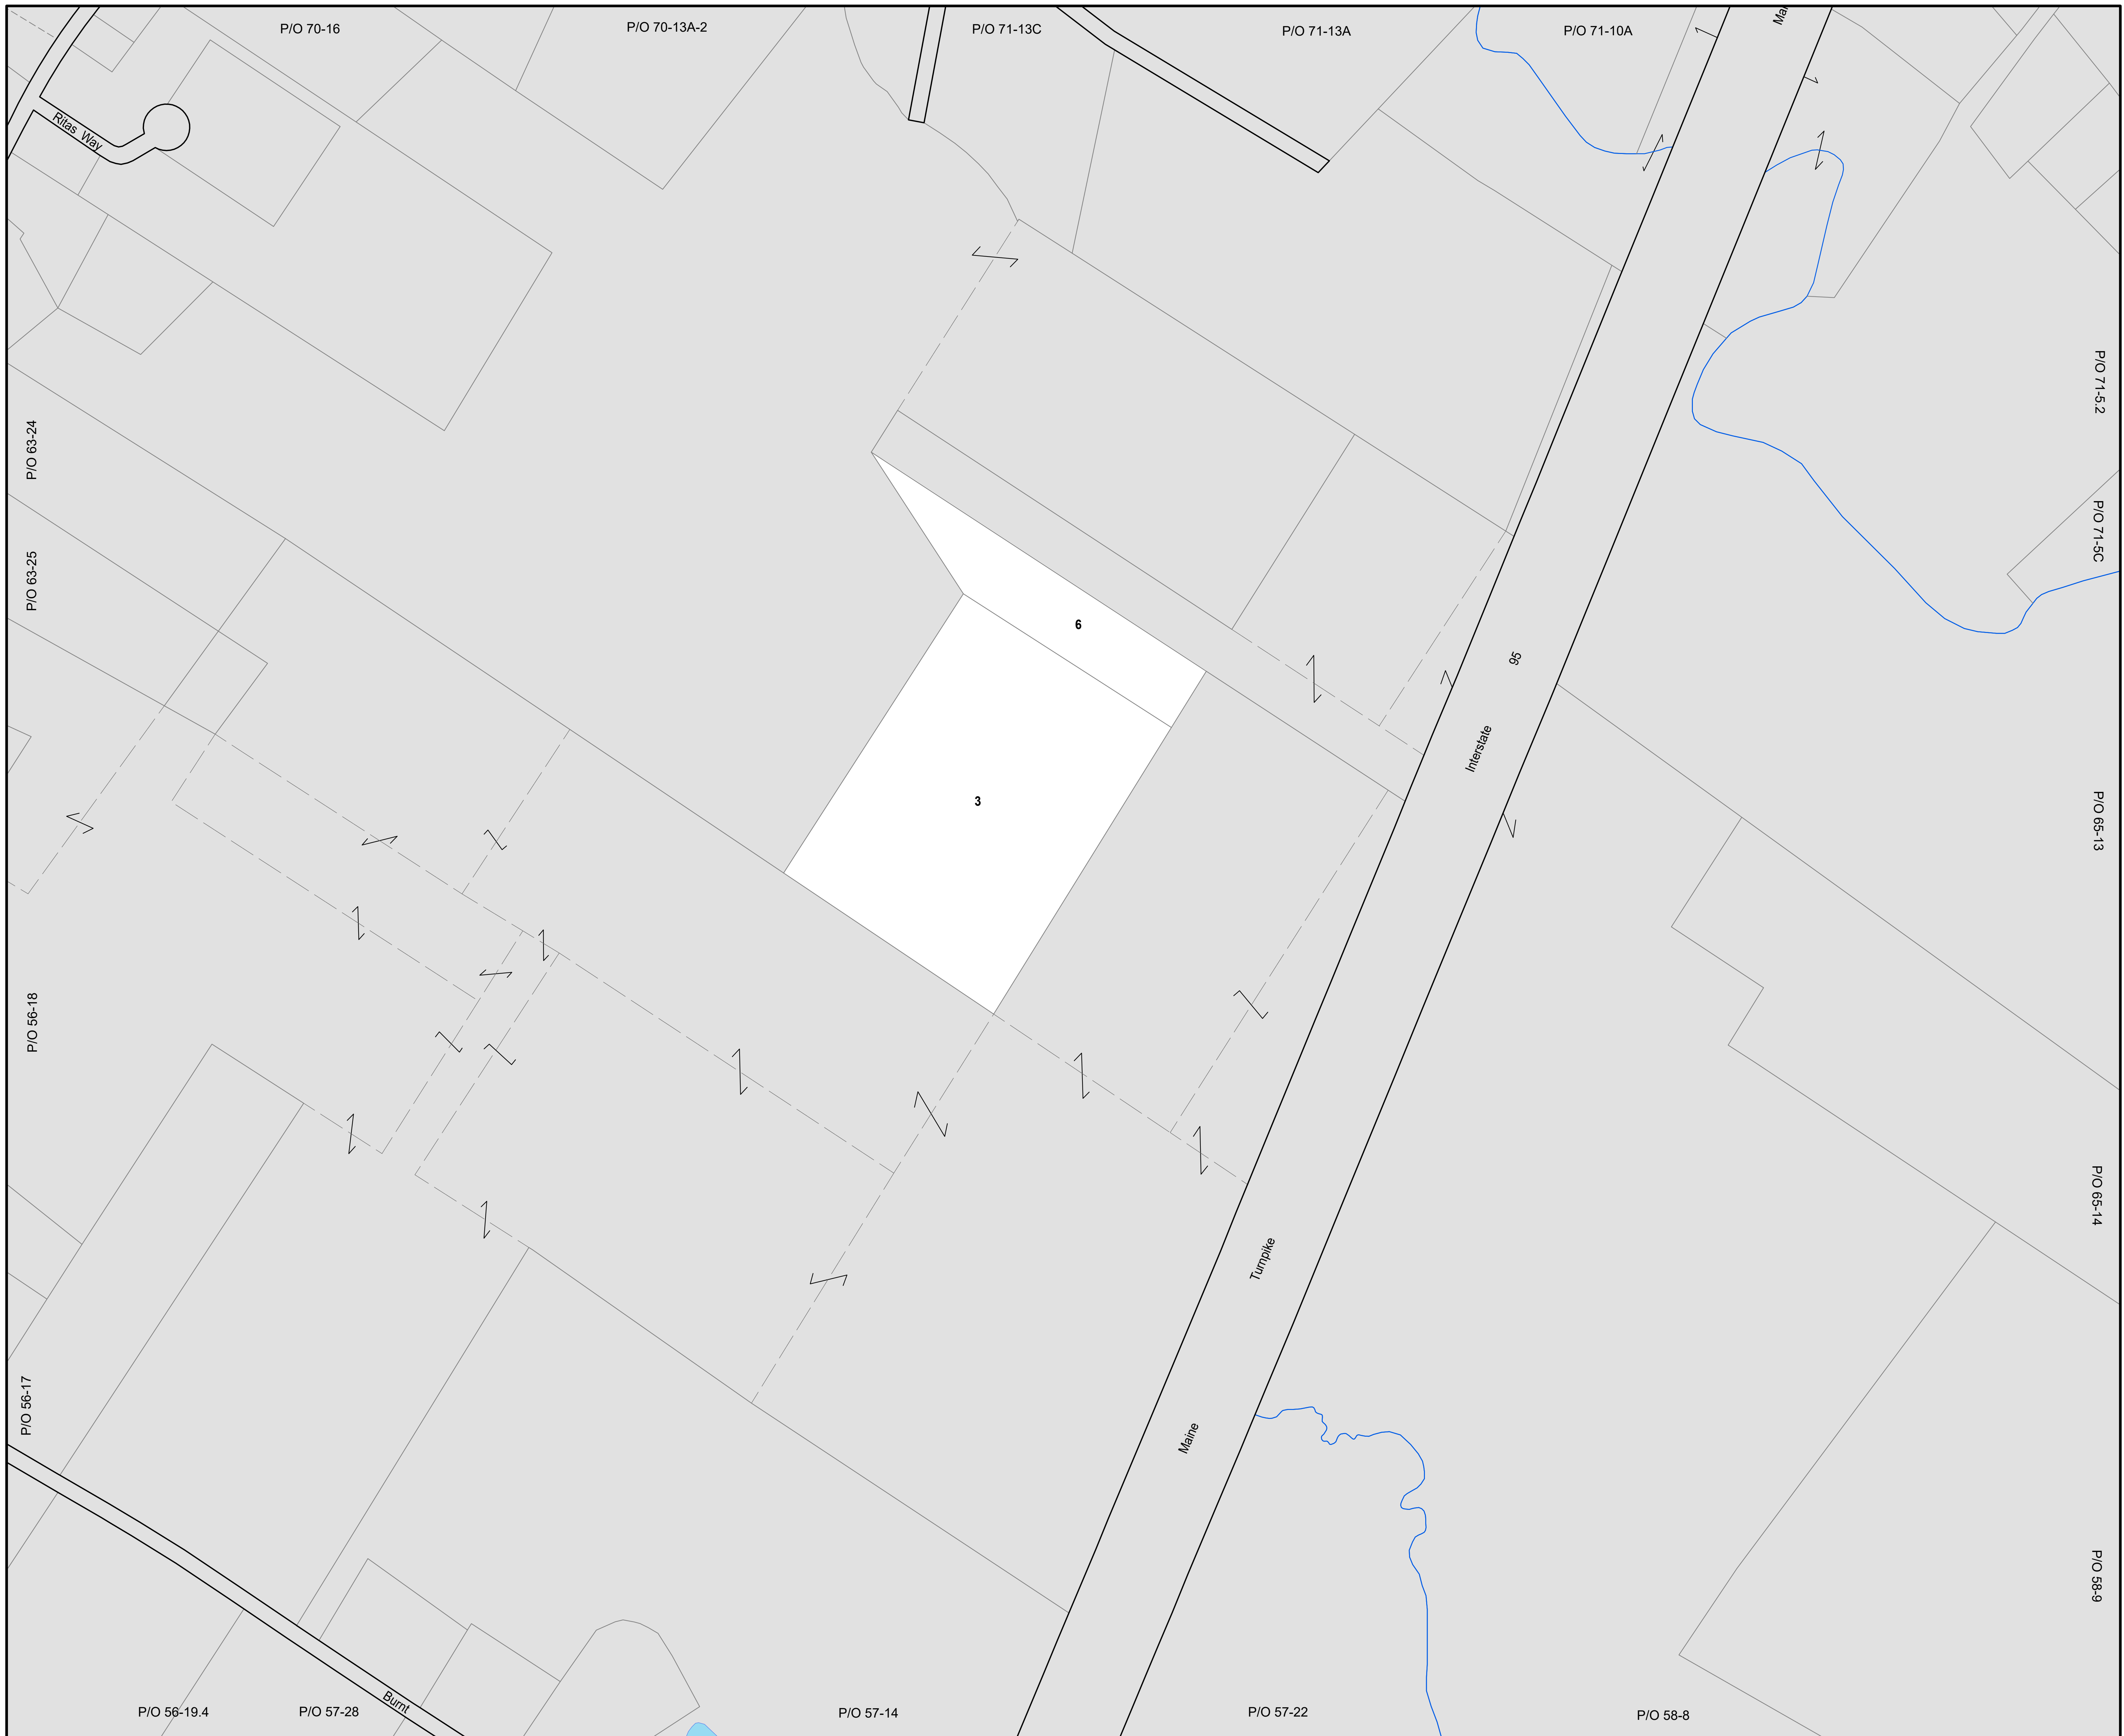 P/O 70-16
P/O 70-13A-2
P/O 71-13C
P/O 71-13A
P/O 71-10A
Ritas Way
P/O 63-24
P/O 71-5.2
P/O 63-25
P/O 71-5C
6
95
Interstate
3
P/O 65-13
P/O 56-18
P/O 65-14
Turnpike
P/O 56-17
Maine
P/O 58-9
P/O 56-19.4
P/O 57-28
Burnt
P/O 57-14
P/O 57-22
P/O 58-8